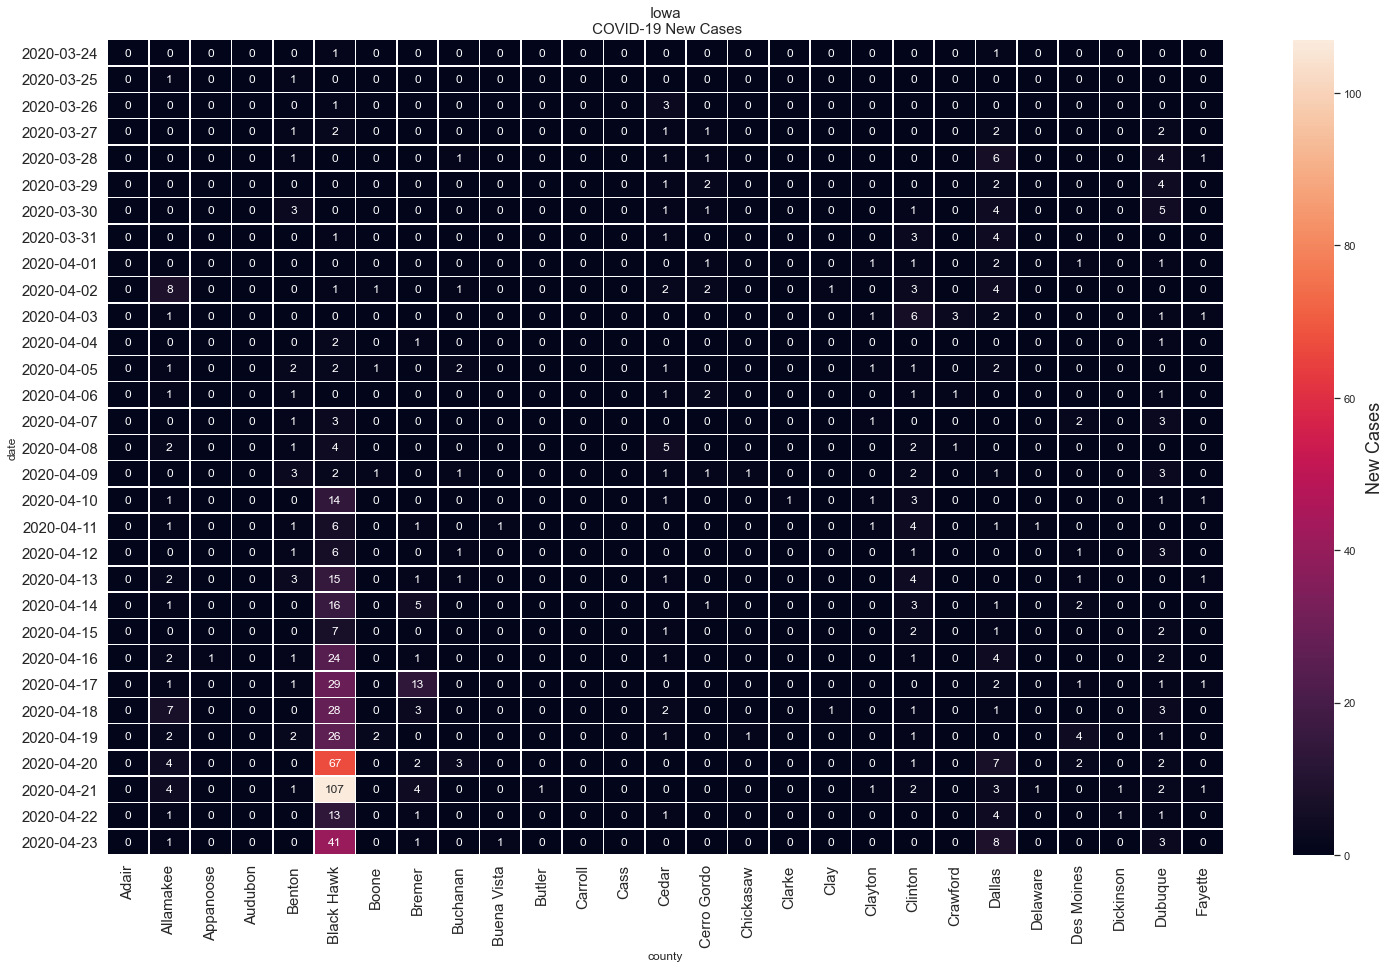 Iowa
COVID-19 New Cases
2020-03-24 0 0 0 0 0 1 0 0 0 0 0 0 0 0 0 0 0 0 0 0 0 1 0 0 0 0 0
2020-03-25 0 1 0 0 1 0 0 0 0 0 0 0 0 0 0 0 0 0 0 0 0 0 0 0 0 0 0
2020-03-26 0 0 0 0 0 1 0 0 0 0 0 0 0 3 0 0 0 0 0 0 0 0 0 0 0 0 0
2020-03-27 0 0 0 0 1 2 0 0 0 0 0 0 0 1 1 0 0 0 0 0 0 2 0 0 0 2 0
2020-03-28 0 0 0 0 1 0 0 0 1 0 0 0 0 1 1 0 0 0 0 0 0 6 0 0 0 4 1
2020-03-29 0 0 0 0 0 0 0 0 0 0 0 0 0 1 2 0 0 0 0 0 0 2 0 0 0 4 0
2020-03-30 0 0 0 0 3 0 0 0 0 0 0 0 0 1 1 0 0 0 0 1 0 4 0 0 0 5 0
2020-03-31 0 0 0 0 0 1 0 0 0 0 0 0 0 1 0 0 0 0 0 3 0 4 0 0 0 0 0
2020-04-01 0 0 0 0 0 0 0 0 0 0 0 0 0 0 1 0 0 0 1 1 0 2 0 1 0 1 0
2020-04-02 0 8 0 0 0 1 1 0 1 0 0 0 0 2 2 0 0 1 0 3 0 4 0 0 0 0 0
2020-04-03 0 1 0 0 0 0 0 0 0 0 0 0 0 0 0 0 0 0 1 6 3 2 0 0 0 1 1
2020-04-04 0 0 0 0 0 2 0 1 0 0 0 0 0 0 0 0 0 0 0 0 0 0 0 0 0 1 0
2020-04-05 0 1 0 0 2 2 1 0 2 0 0 0 0 1 0 0 0 0 1 1 0 2 0 0 0 0 0
2020-04-06 0 1 0 0 1 0 0 0 0 0 0 0 0 1 2 0 0 0 0 1 1 0 0 0 0 1 0
2020-04-07 0 0 0 0 1 3 0 0 0 0 0 0 0 0 0 0 0 0 1 0 0 0 0 2 0 3 0
2020-04-08 0 2 0 0 1 4 0 0 0 0 0 0 0 5 0 0 0 0 0 2 1 0 0 0 0 0 0
2020-04-09 0 0 0 0 3 2 1 0 1 0 0 0 0 1 1 1 0 0 0 2 0 1 0 0 0 3 0
2020-04-10 0 1 0 0 0 14 0 0 0 0 0 0 0 1 0 0 1 0 1 3 0 0 0 0 0 1 1
2020-04-11 0 1 0 0 1 6 0 1 0 1 0 0 0 0 0 0 0 0 1 4 0 1 1 0 0 0 0
2020-04-12 0 0 0 0 1 6 0 0 1 0 0 0 0 0 0 0 0 0 0 1 0 0 0 1 0 3 0
2020-04-13 0 2 0 0 3 15 0 1 1 0 0 0 0 1 0 0 0 0 0 4 0 0 0 1 0 0 1
2020-04-14 0 1 0 0 0 16 0 5 0 0 0 0 0 0 1 0 0 0 0 3 0 1 0 2 0 0 0
2020-04-15 0 0 0 0 0 7 0 0 0 0 0 0 0 1 0 0 0 0 0 2 0 1 0 0 0 2 0
2020-04-16 0 2 1 0 1 24 0 1 0 0 0 0 0 1 0 0 0 0 0 1 0 4 0 0 0 2 0
2020-04-17 0 1 0 0 1 29 0 13 0 0 0 0 0 0 0 0 0 0 0 0 0 2 0 1 0 1 1
2020-04-18 0 7 0 0 0 28 0 3 0 0 0 0 0 2 0 0 0 1 0 1 0 1 0 0 0 3 0
2020-04-19 0 2 0 0 2 26 2 0 0 0 0 0 0 1 0 1 0 0 0 1 0 0 0 4 0 1 0
2020-04-20 0 4 0 0 0 67 0 2 3 0 0 0 0 0 0 0 0 0 0 1 0 7 0 2 0 2 0
2020-04-21 0 4 0 0 1 107 0 4 0 0 1 0 0 0 0 0 0 0 1 2 0 3 1 0 1 2 1
2020-04-22 0 1 0 0 0 13 0 1 0 0 0 0 0 1 0 0 0 0 0 0 0 4 0 0 1 1 0
2020-04-23 0 1 0 0 0 41 0 1 0 1 0 0 0 0 0 0 0 0 0 0 0 8 0 0 0 3 0
date
Adair Allamakee Appanoose Audubon Benton Black Hawk Boone Bremer Buchanan Buena Vista Butler Carroll Cass Cedar Cerro Gordo Chickasaw Clarke Clay Clayton Clinton Crawford Dallas Delaware Des Moines Dickinson Dubuque Fayette
county
100
80
60
40
20
0
New Cases